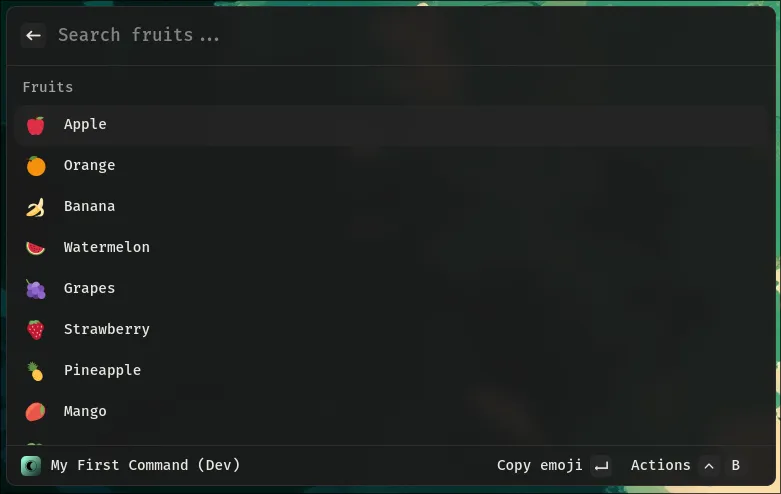 Search fruits...
Fruits
Apple
Orange
Banana
Watermelon
Grapes
Strawberry
Pineapple
Mango
My First Command (Dev) Copy emoji Actions B